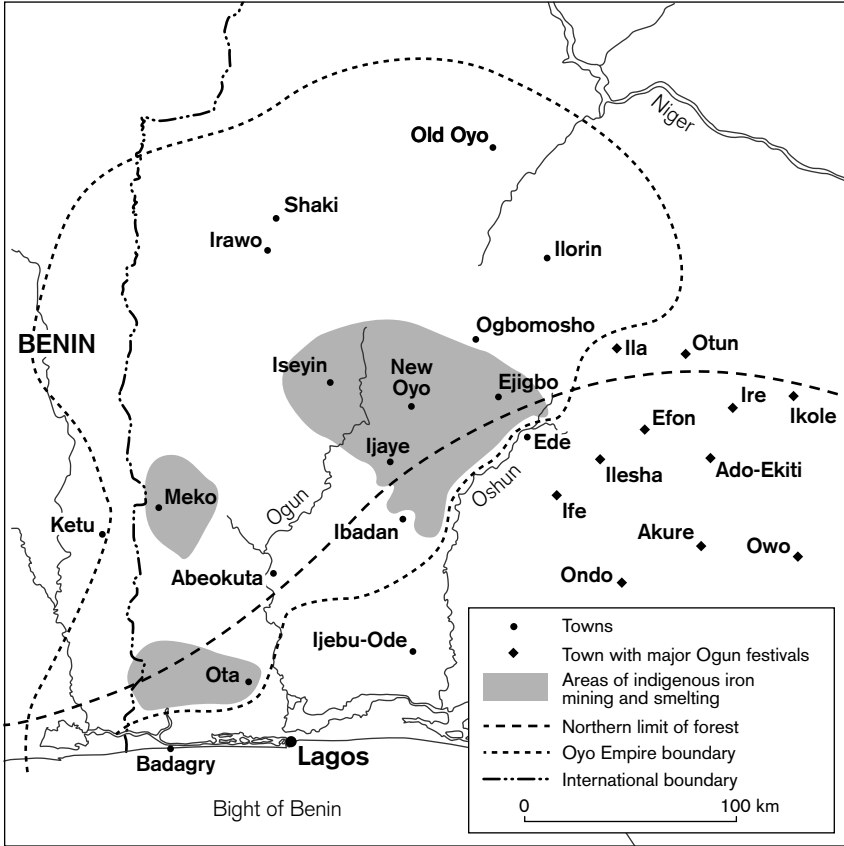 Niger
Old Oyo
Shaki
Irawo
Ilorin
Ogbomosho
BENIN
Ila
Otun
Iseyin
New
Oyo
Ejigbo
Ire
Ikole
Efon
Ede
Ijaye
Ilesha
Ado-Ekiti
Oshun
Meko
Ogun
Ife
Ketu
Ibadan
Akure
Owo
Abeokuta
Ondo
Ijebu-Ode
Ota
Lagos
Badagry
Bight of Benin
Towns
Town with major Ogun festivals
Areas of indigenous iron
mining and smelting
Northern limit of forest
Oyo Empire boundary
International boundary
0 100 km